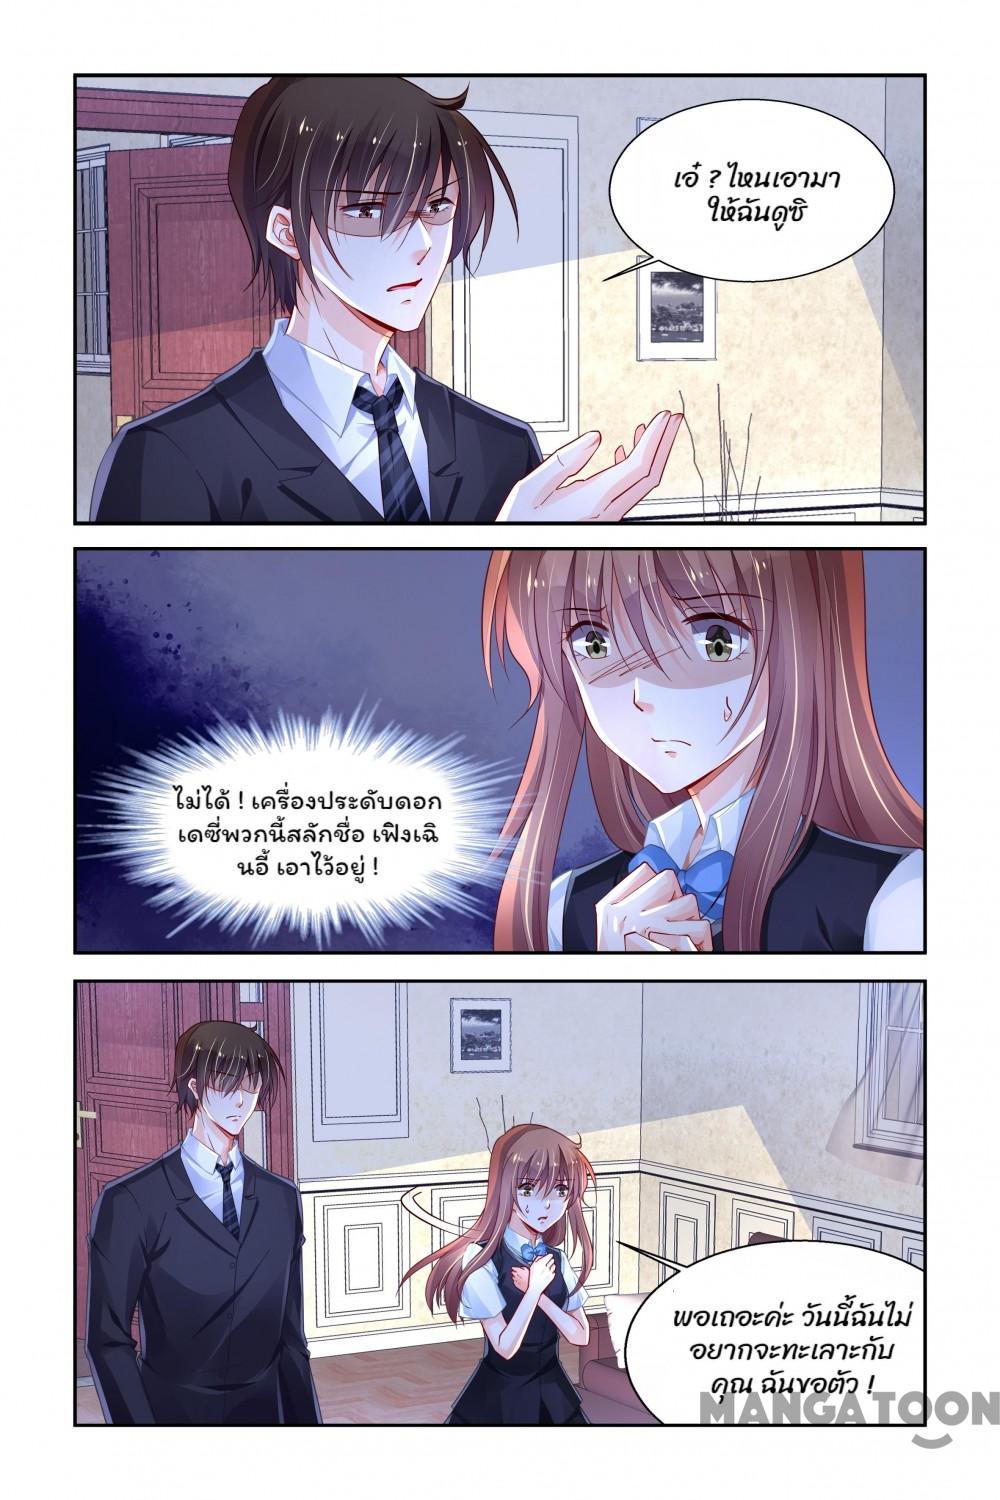 เอ๋ ? ไหนเอามา
ให้ฉันดูซิ
ไม่ได้ ! เครื่องประดับดอก
เดซี่พวกนี้สลักชื่อ เฟิงเฉิ
นอี้ เอาไว้อยู่ !
พอเถอะค่ะ วันนี้ฉันไม่
อยากจะทะเลาะกับ
คุณ ฉันขอตัว !
MANGATOON